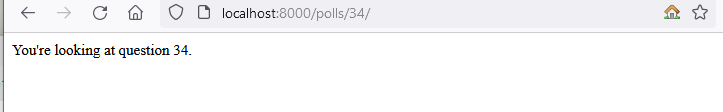 localhost:8000/polls/34/
You're looking at question 34.